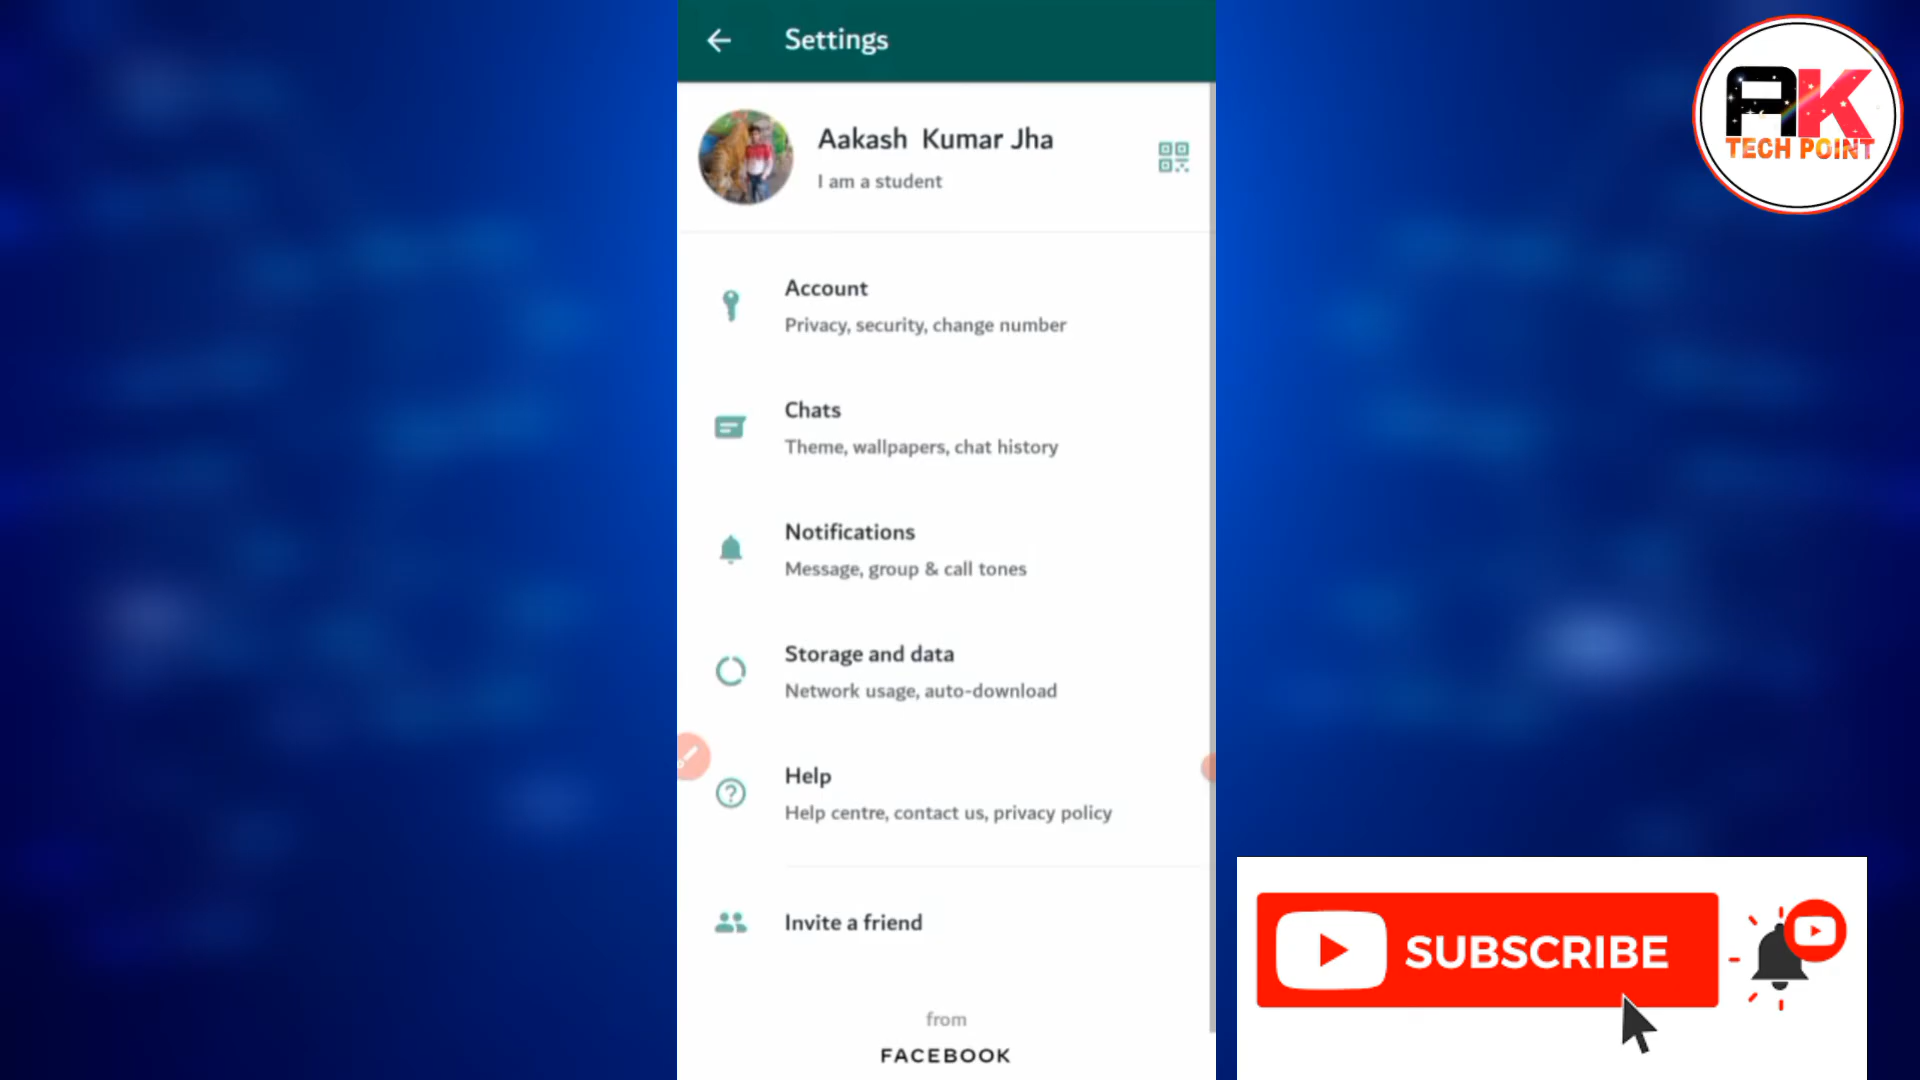 Settings
Aakash Kumar Jha
I am a student
Account
Privacy, security, change number
Chats
Theme, wallpapers, chat history
Notifications
Message, group & call tones
Storage and data
Network usage, auto-download
Help
Help centre, contact us, privacy policy
Invite a friend
from
FACEBOOK
AK
TECH POINT
SUBSCRIBE